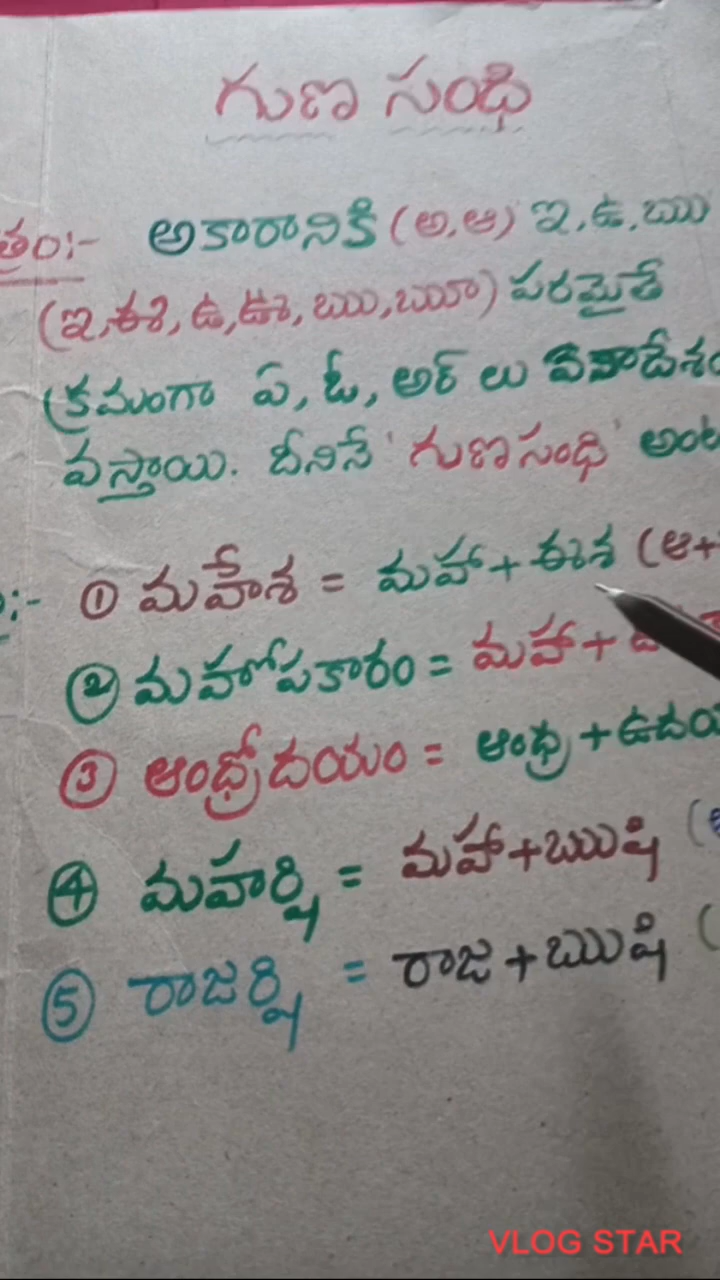 గుణ సంధి
త్రం:- అకారానికి (అ,ఆ) ఇ,ఉ,ఋ
(ఇ,ఈ,ఉ,ఊ,ఋ,ౠ) పరమైతే
క్రమంగా ఏ, ఓ, అర్ లు
వస్తాయి. దీనినే 'గుణసంధి' అంట
:- ① మహేశ = మహా + ఈశ (ఆ+
② మహోపకారం = మహా +
③ ఆంధ్రోదయం = ఆంధ్ర + ఉదయ
④ మహర్షి = మహా + ఋషి (
⑤ రాజర్షి = రాజ + ఋషి (
VLOG STAR